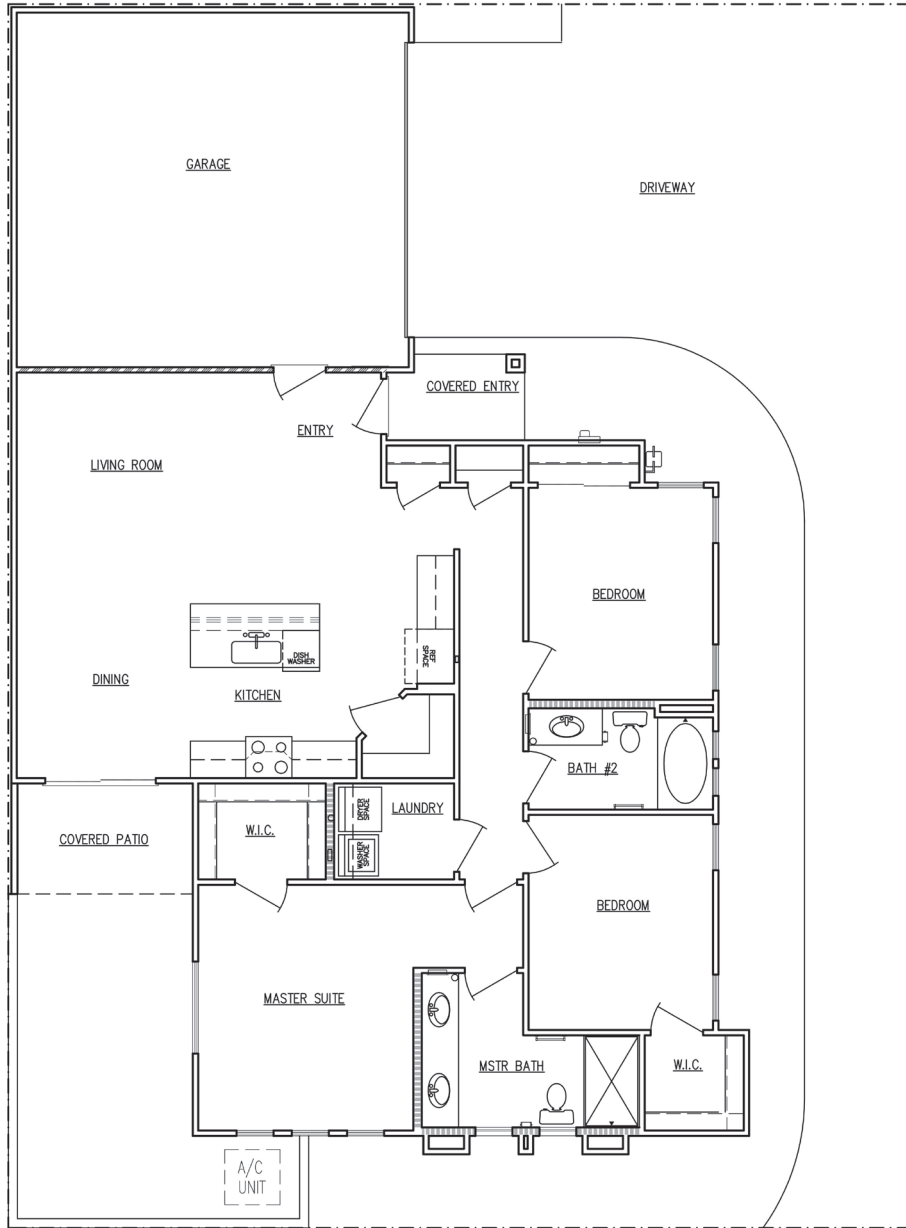 GARAGE
DRIVEWAY
COVERED ENTRY
ENTRY
LIVING ROOM
BEDROOM
DISH
WASHER
REF
SPACE
DINING
KITCHEN
BATH #2
DRYER
SPACE
LAUNDRY
W.I.C.
COVERED PATIO
WASHER
SPACE
BEDROOM
MASTER SUITE
MSTR BATH
W.I.C.
A/C
UNIT